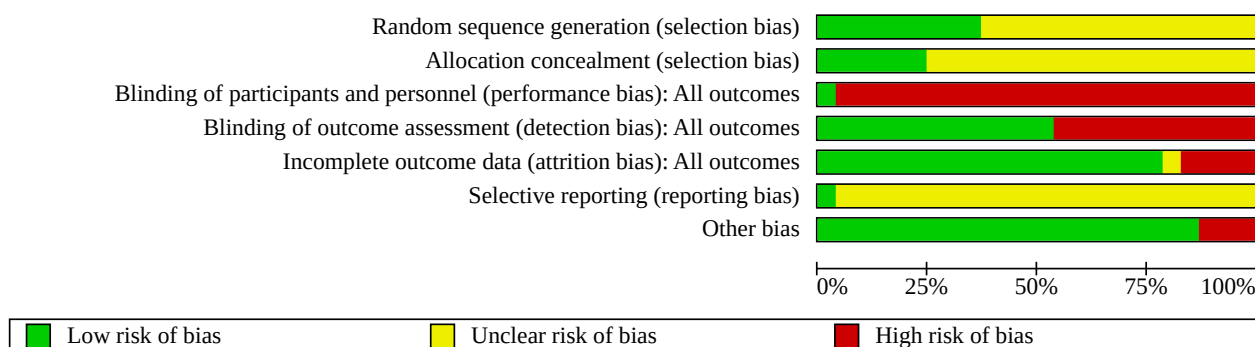 Random sequence generation (selection bias)
Allocation concealment (selection bias)
Blinding of participants and personnel (performance bias): All outcomes
Blinding of outcome assessment (detection bias): All outcomes
Incomplete outcome data (attrition bias): All outcomes
Selective reporting (reporting bias)
Other bias
0% 25% 50% 75% 100%
Low risk of bias Unclear risk of bias High risk of bias